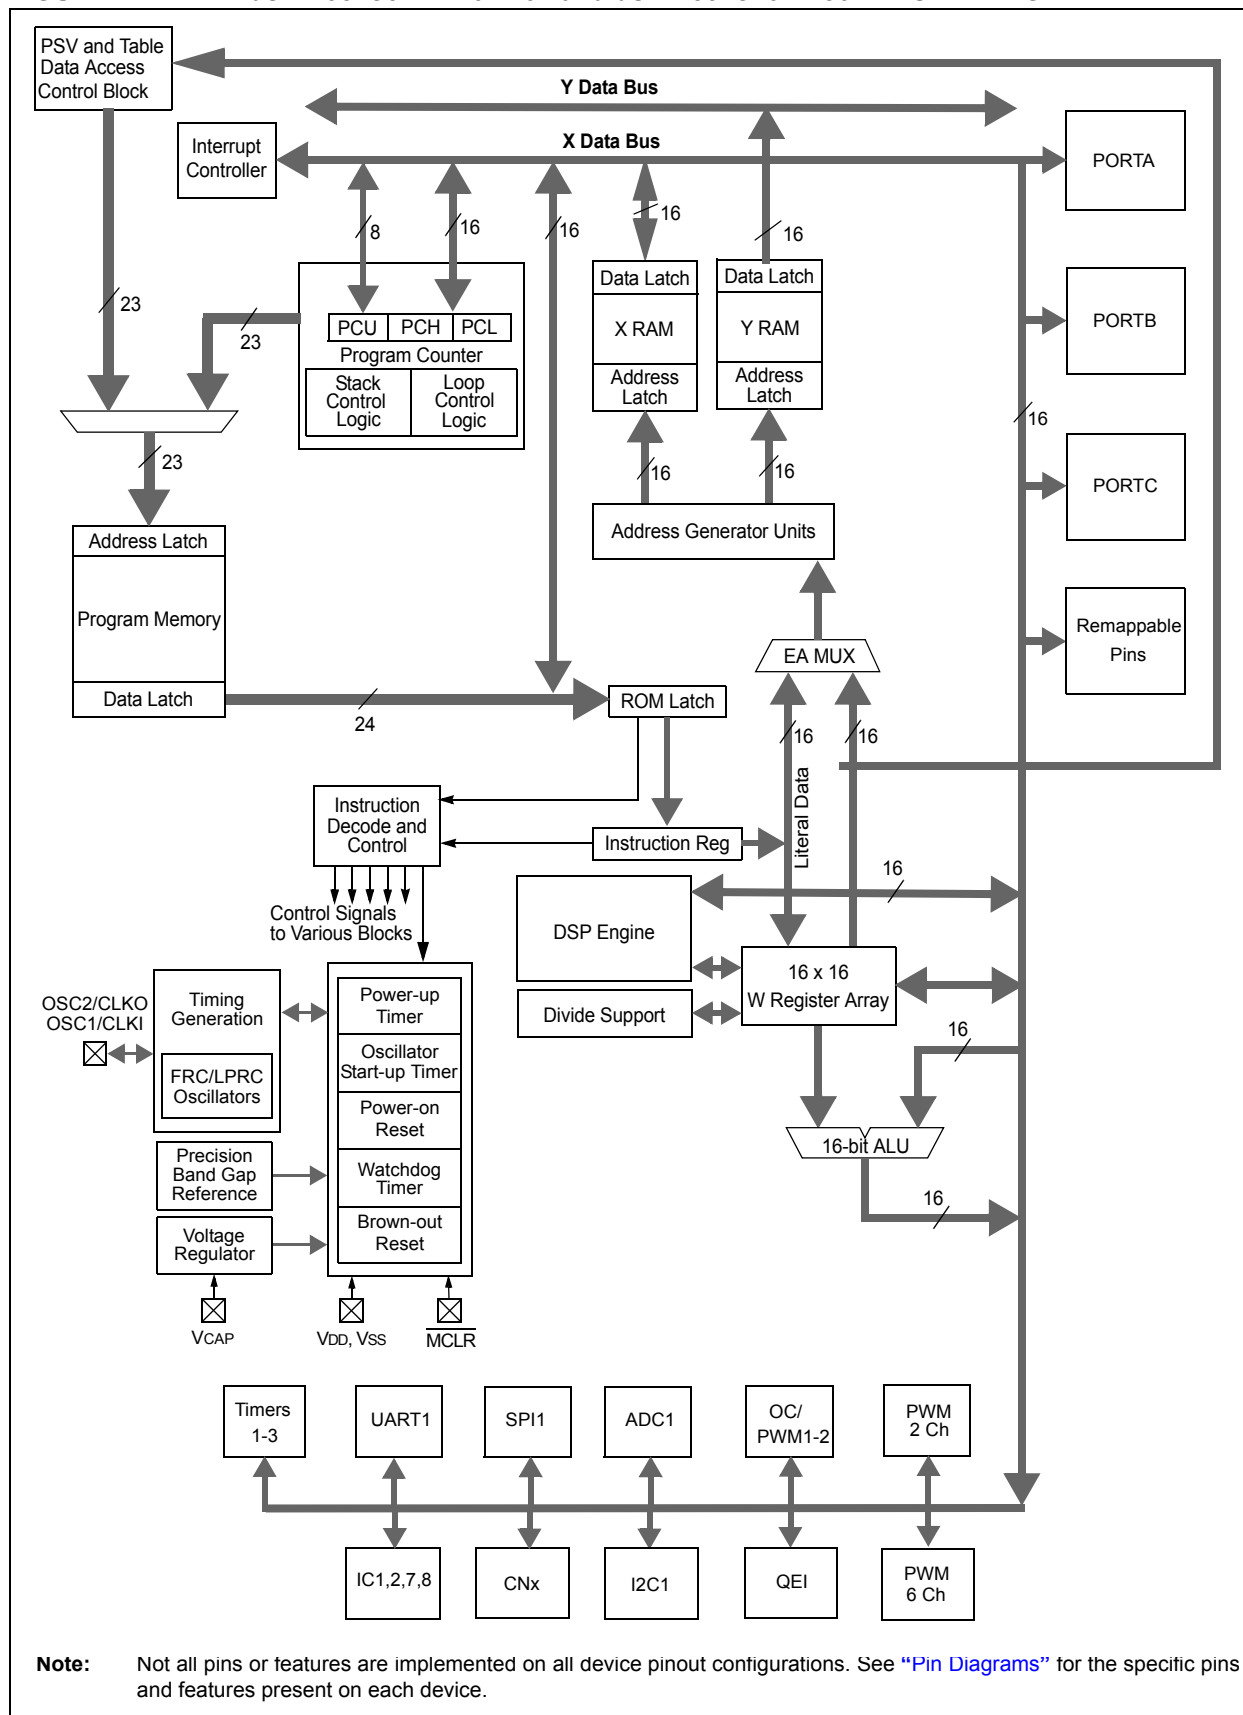 PSV and Table
Data Access
Control Block
Y Data Bus
Interrupt
Controller
X Data Bus
PORTA
8
16
16
16
16
23
23
Data Latch
X RAM
Address
Latch
Data Latch
Y RAM
Address
Latch
PORTB
PCU
PCH
PCL
Program Counter
Stack
Control
Logic
Loop
Control
Logic
16
23
16
16
PORTC
Address Generator Units
Address Latch
Program Memory
Data Latch
Remappable
Pins
EA MUX
ROM Latch
24
16
16
Literal Data
Instruction
Decode and
Control
Instruction Reg
16
Control Signals
to Various Blocks
DSP Engine
16 x 16
W Register Array
Divide Support
OSC2/CLKO
OSC1/CLKI
Timing
Generation
FRC/LPRC
Oscillators
Power-up
Timer
Oscillator
Start-up Timer
Power-on
Reset
Watchdog
Timer
Brown-out
Reset
16
16-bit ALU
16
Precision
Band Gap
Reference
Voltage
Regulator
VCAP
VDD, VSS
MCLR
Timers
1-3
UART1
SPI1
ADC1
OC/
PWM1-2
PWM
2 Ch
IC1,2,7,8
CNx
I2C1
QEI
PWM
6 Ch
Note: Not all pins or features are implemented on all device pinout configurations. See “Pin Diagrams” for the specific pins
and features present on each device.